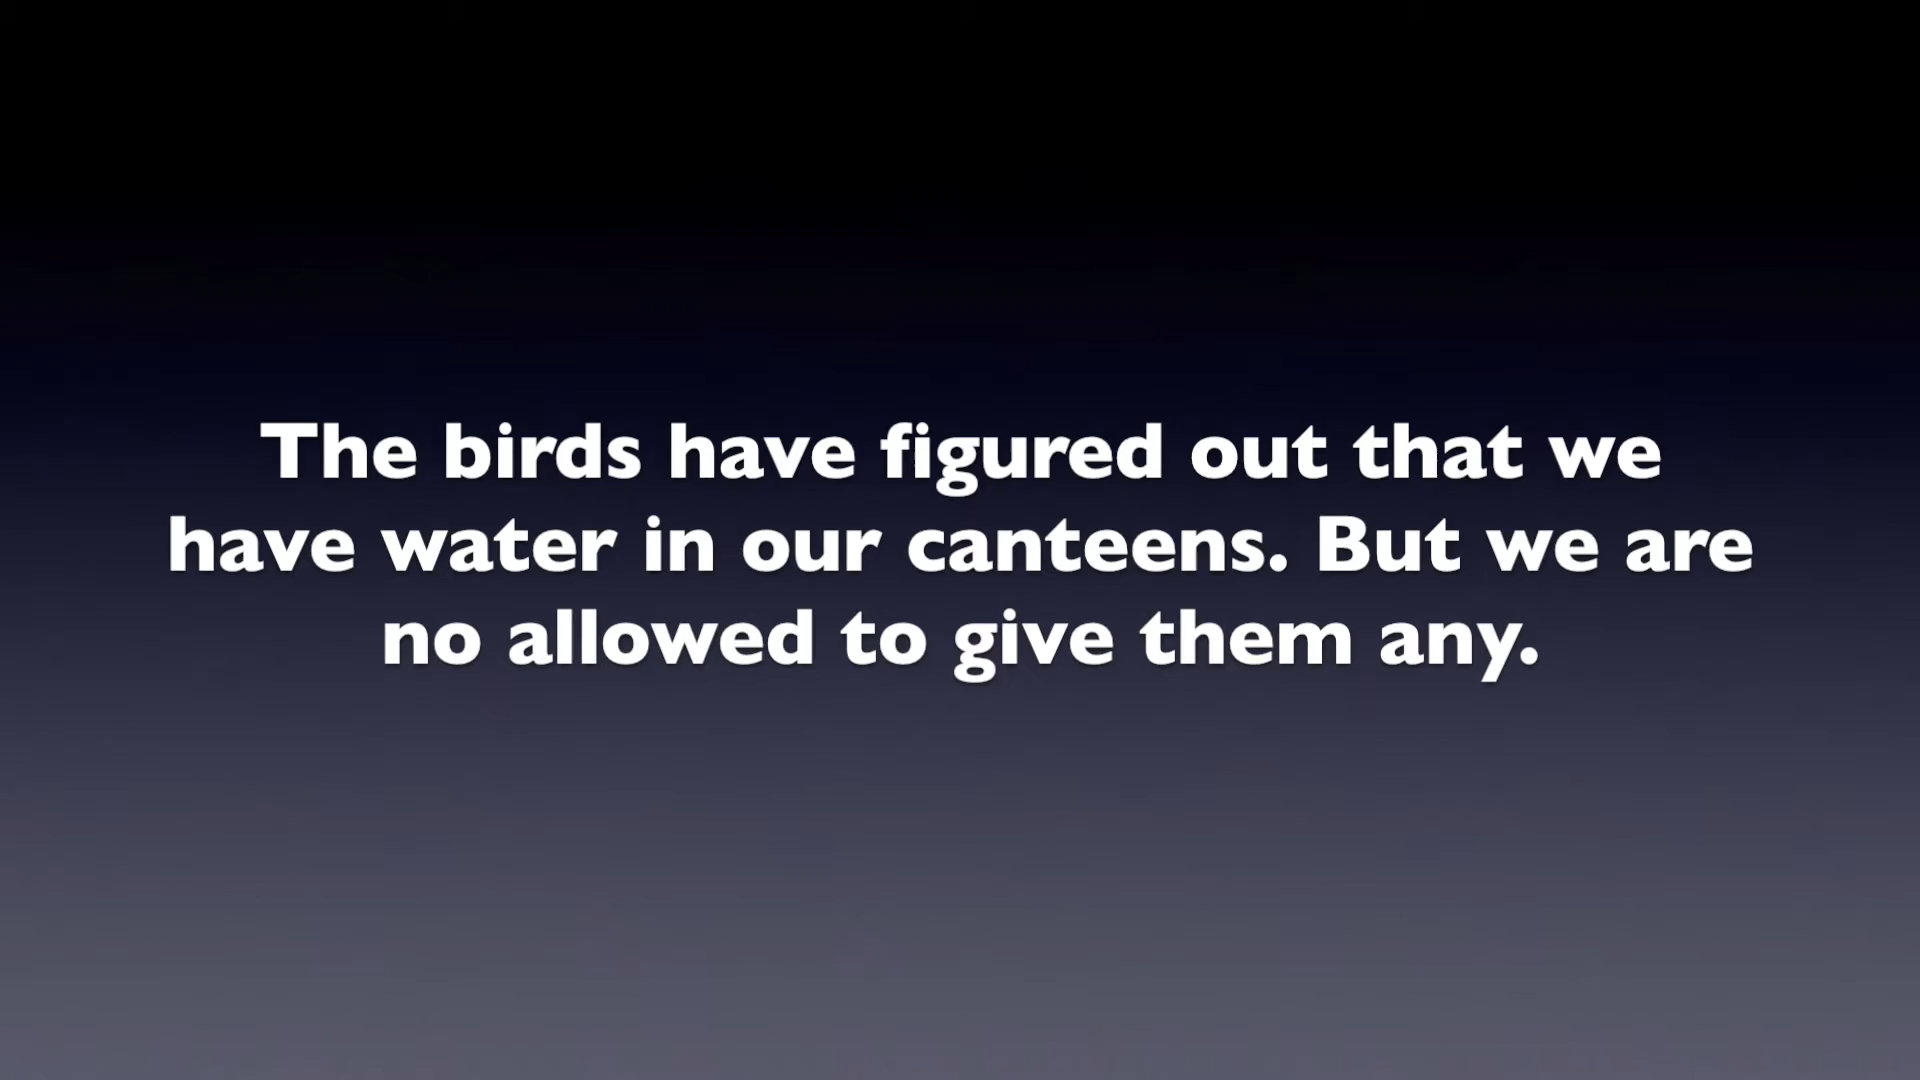 The birds have figured out that we
have water in our canteens. But we are
no allowed to give them any.